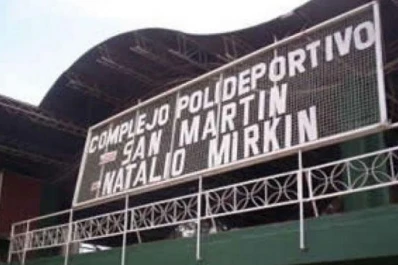 COMPLEJO POLIDEPORTIVO
SAN MARTIN
NATALIO MIRKIN